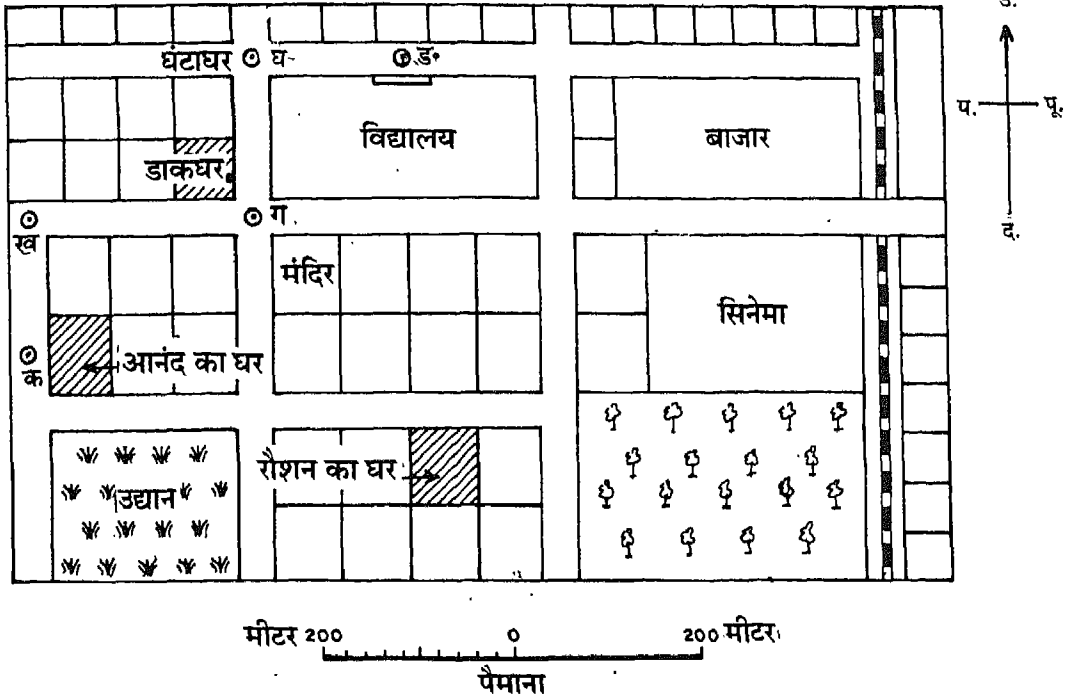 उ.
घंटाघर घ
ड.
प. पू.
विद्यालय
बाजार
डाकघर
ख
ग.
द.
मंदिर
सिनेमा
आनंद का घर
क
रौशन का घर
उद्यान
मीटर 200 0 200 मीटर
पैमाना